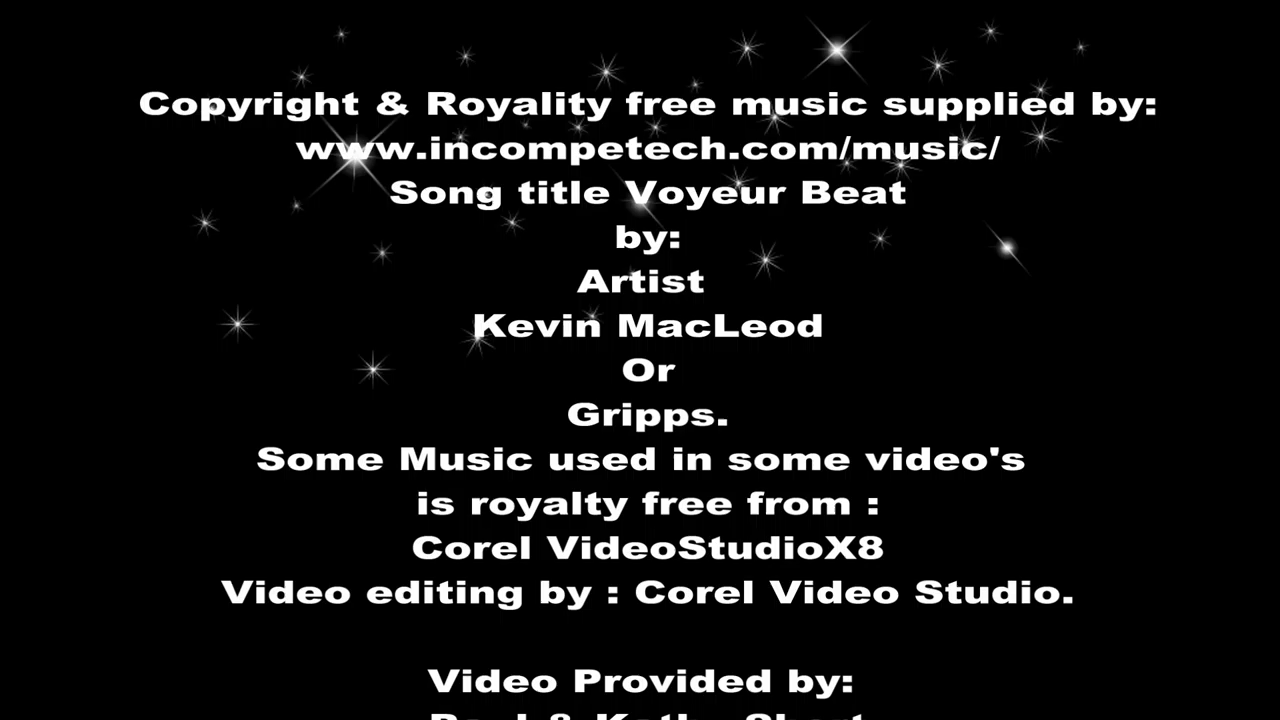 Copyright & Royality free music supplied by:
www.incompetech.com/music/
Song title Voyeur Beat
by:
Artist
Kevin MacLeod
Or
Gripps.
Some Music used in some video's
is royalty free from :
Corel VideoStudioX8
Video editing by : Corel Video Studio.
Video Provided by: